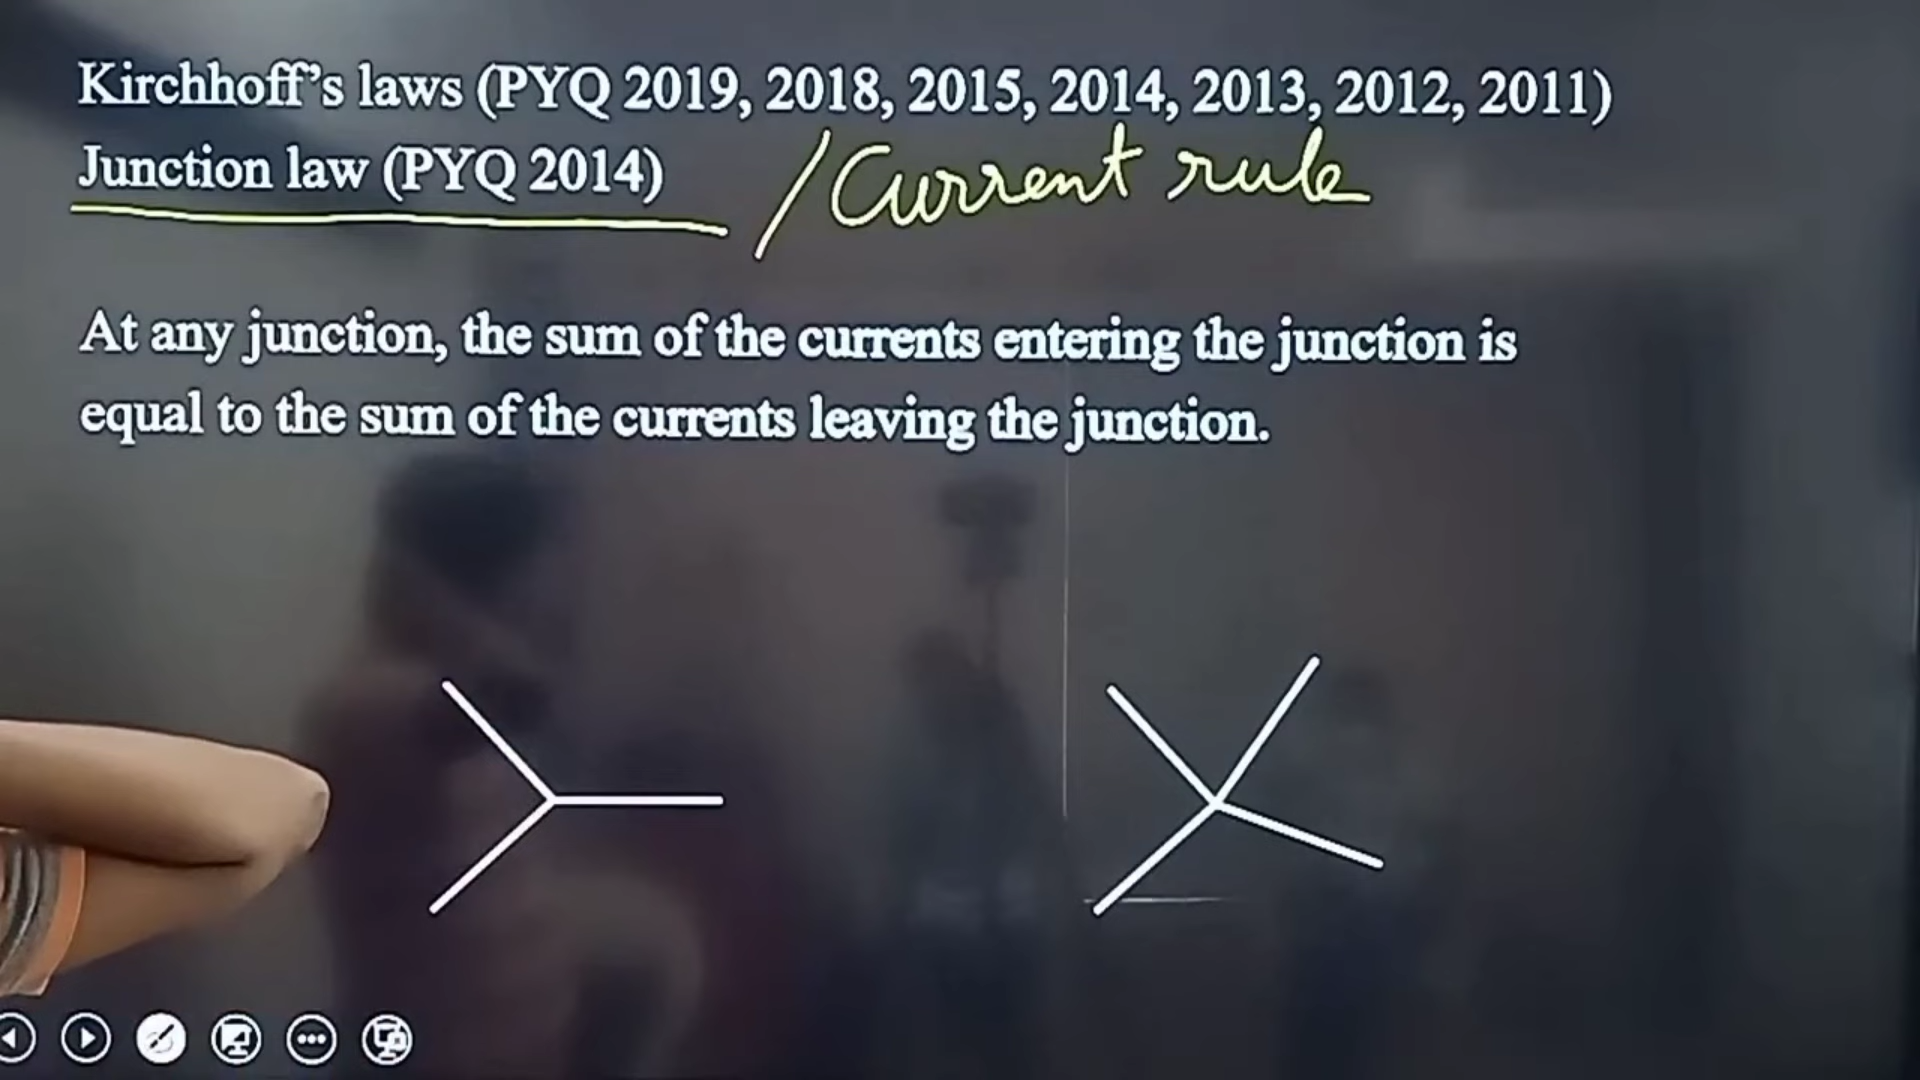 Kirchhoff's laws (PYQ 2019, 2018, 2015, 2014, 2013, 2012, 2011)
Junction law (PYQ 2014) / Current rule
At any junction, the sum of the currents entering the junction is
equal to the sum of the currents leaving the junction.